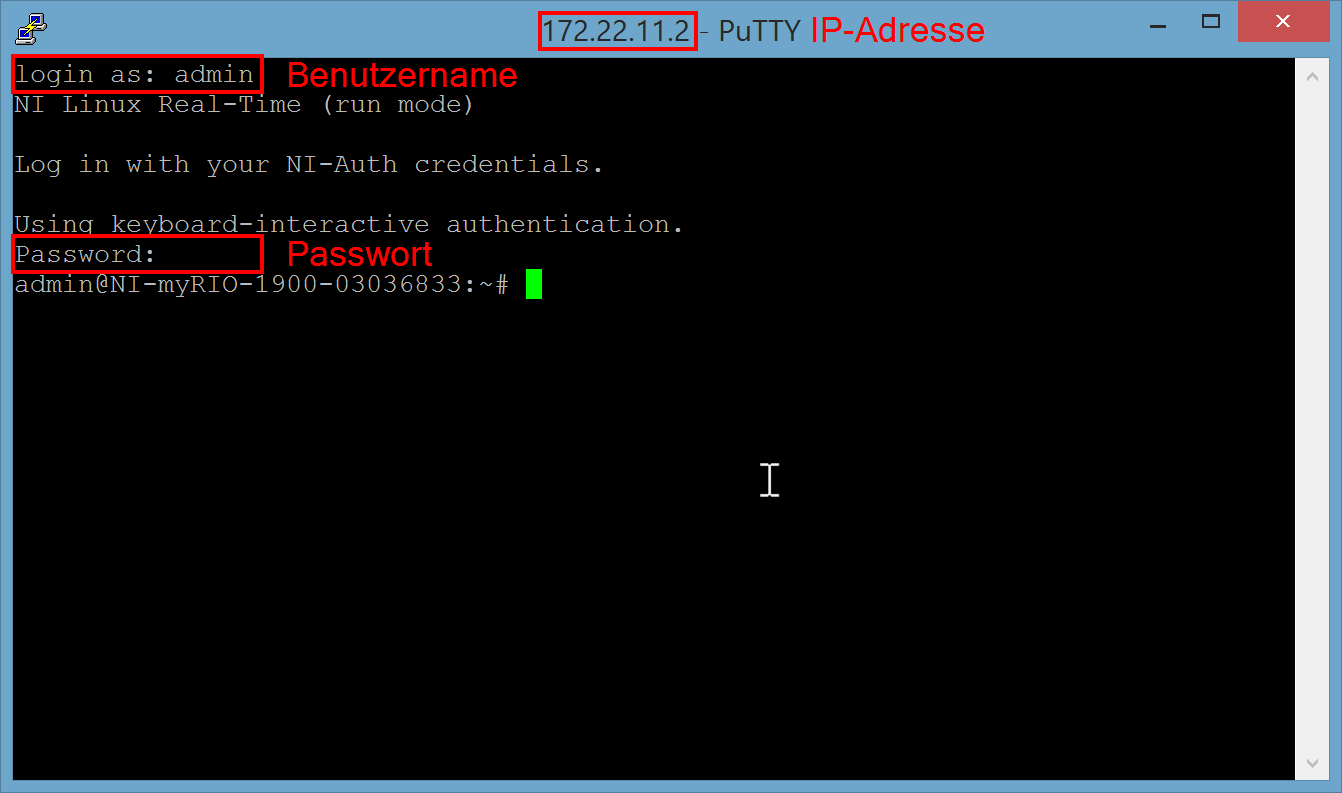 172.22.11.2 - PuTTY IP-Adresse
login as: admin Benutzername
NI Linux Real-Time (run mode)
Log in with your NI-Auth credentials.
Using keyboard-interactive authentication.
Password: Passwort
admin@NI-myRIO-1900-03036833:~#